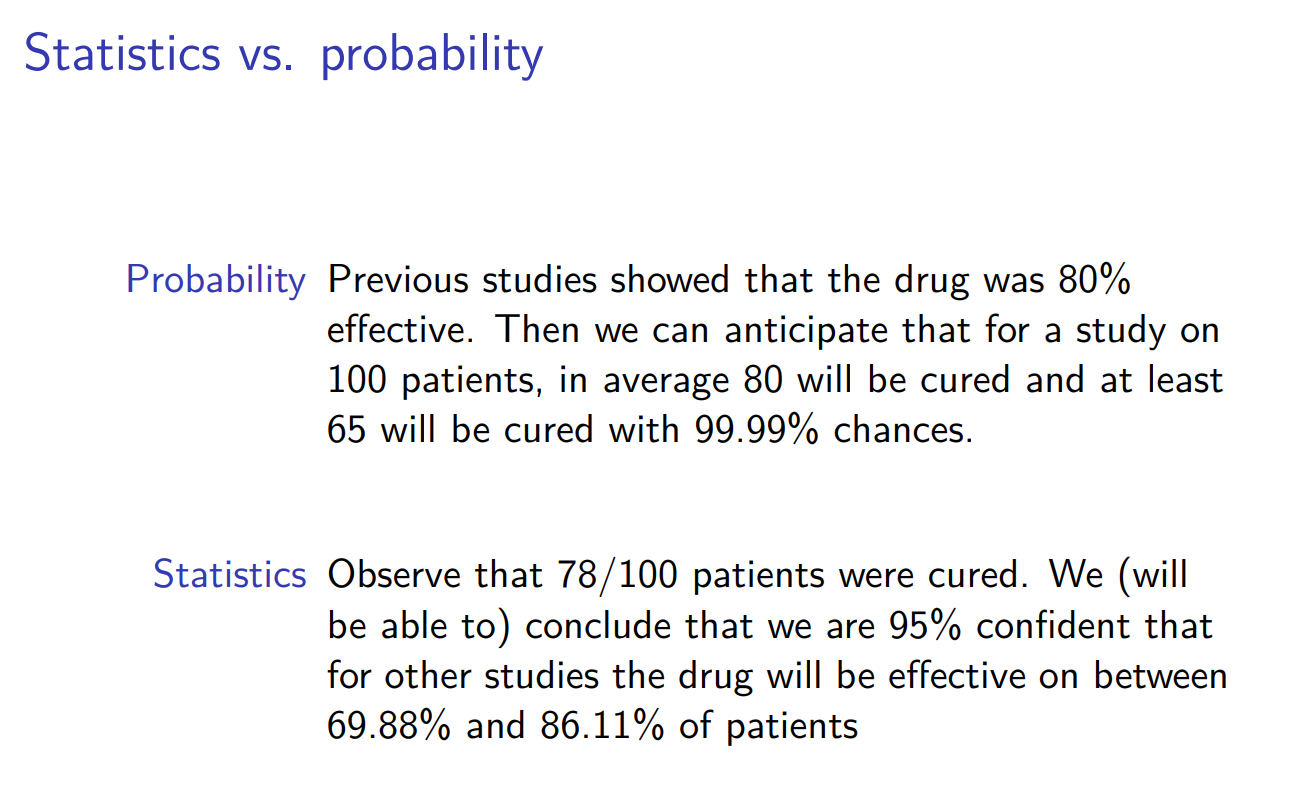 Statistics vs. probability
Probability Previous studies showed that the drug was 80%
effective. Then we can anticipate that for a study on
100 patients, in average 80 will be cured and at least
65 will be cured with 99.99% chances.
Statistics Observe that 78/100 patients were cured. We (will
be able to) conclude that we are 95% confident that
for other studies the drug will be effective on between
69.88% and 86.11% of patients